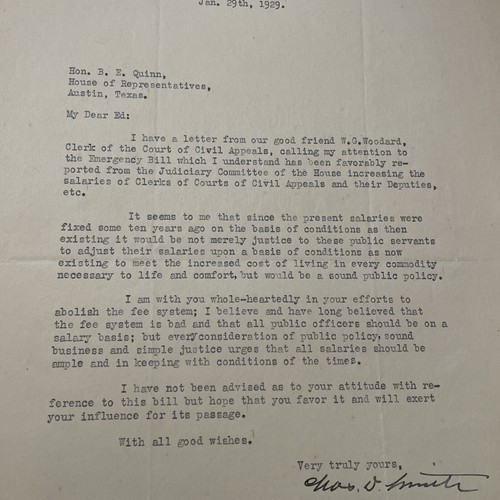 Jan. 29th, 1929.
Hon. B. E. Quinn,
House of Representatives,
Austin, Texas.
My Dear Ed:
I have a letter from our good friend W.G.Woodard,
Clerk of the Court of Civil Appeals, calling my attention to
the Emergency Bill which I understand has been favorably re-
ported from the Judiciary Committee of the House increasing the
salaries of Clerks of Courts of Civil Appeals and their Deputies,
etc.
It seems to me that since the present salaries were
fixed some ten years ago on the basis of conditions as then
existing it would be not merely justice to these public servants
to adjust their salaries upon a basis of conditions as now
existing to meet the increased cost of living in every commodity
necessary to life and comfort, but would be a sound public policy.
I am with you whole-heartedly in your efforts to
abolish the fee system; I believe and have long believed that
the fee system is bad and that all public officers should be on a
salary basis; but every consideration of public policy, sound
business and simple justice urges that all salaries should be
ample and in keeping with conditions of the times.
I have not been advised as to your attitude with re-
ference to this bill but hope that you favor it and will exert
your influence for its passage.
With all good wishes.
Very truly yours,
Chas. D Smith